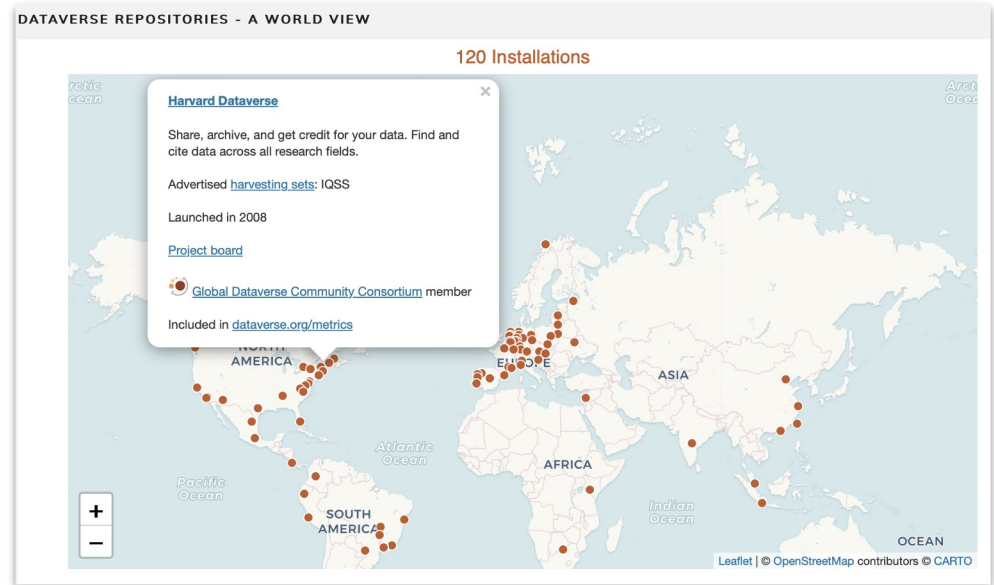 DATAVERSE REPOSITORIES - A WORLD VIEW
120 Installations
Arctic
Ocean
×
Harvard Dataverse
Share, archive, and get credit for your data. Find and
cite data across all research fields.
Advertised harvesting sets: IQSS
Launched in 2008
Project board
Global Dataverse Community Consortium member
Included in dataverse.org/metrics
NORTH
AMERICA
EUROPE
ASIA
Atlantic
Ocean
AFRICA
Pacific
Ocean
Indian
Ocean
SOUTH
AMERICA
OCEAN
+
−
Leaflet | © OpenStreetMap contributors © CARTO